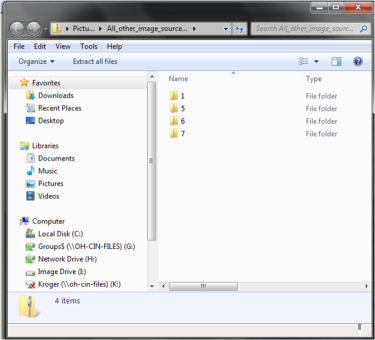 Pictu... All_other_image_source... Search All_other_image_sourc...
File Edit View Tools Help
Organize Extract all files
Name Type
Favorites
Downloads
Recent Places
Desktop
Libraries
Documents
Music
Pictures
Videos
Computer
Local Disk (C:)
Groups$ (\\OH-CIN-FILES) (G:)
Network Drive (H:)
Image Drive (I:)
Kroger (\\oh-cin-files) (K:)
1 File folder
5 File folder
6 File folder
7 File folder
4 items